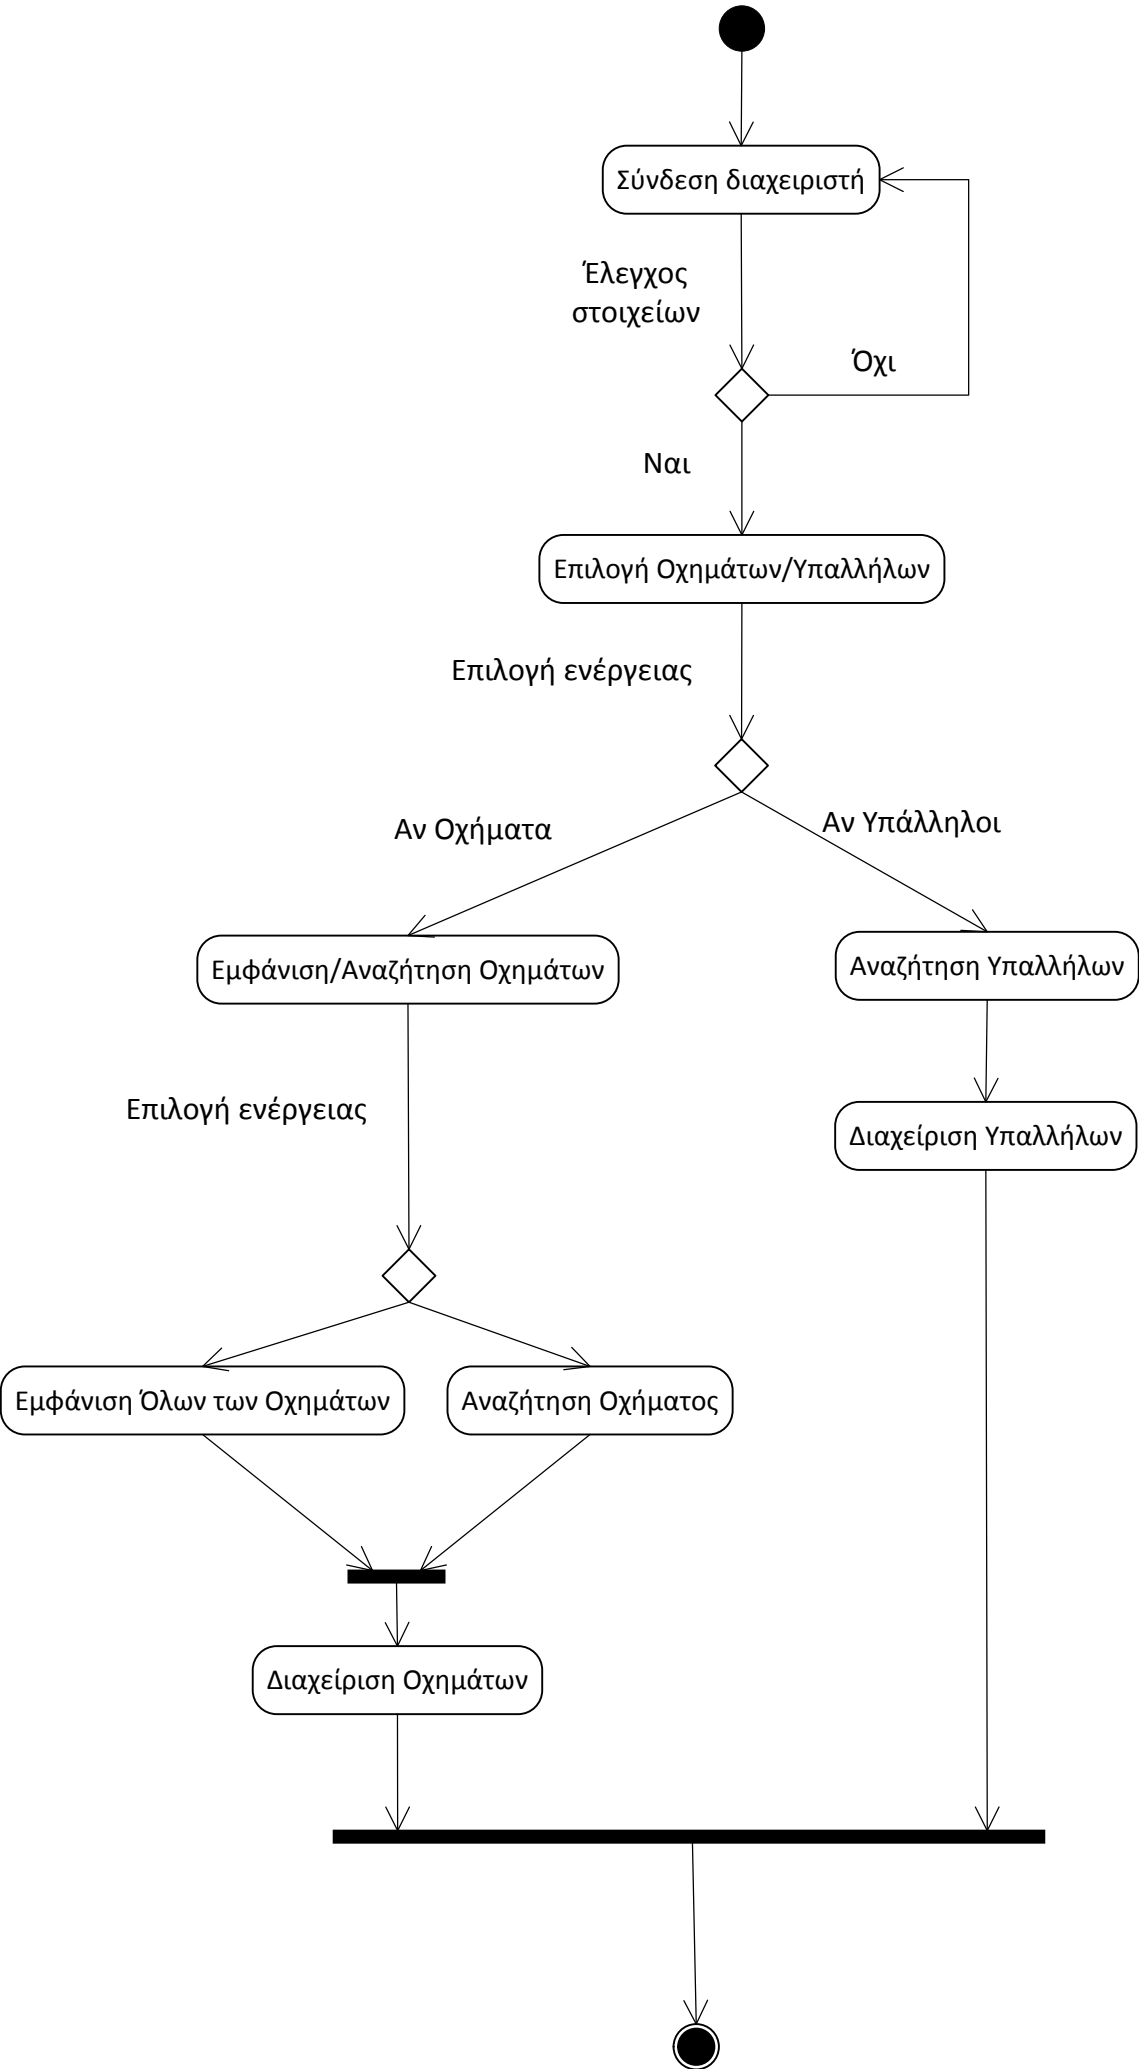 Σύνδεση διαχειριστή
Έλεγχος
στοιχείων
Όχι
Ναι
Επιλογή Οχημάτων/Υπαλλήλων
Επιλογή ενέργειας
Αν Οχήματα
Αν Υπάλληλοι
Εμφάνιση/Αναζήτηση Οχημάτων
Αναζήτηση Υπαλλήλων
Επιλογή ενέργειας
Διαχείριση Υπαλλήλων
Εμφάνιση Όλων των Οχημάτων
Αναζήτηση Οχήματος
Διαχείριση Οχημάτων